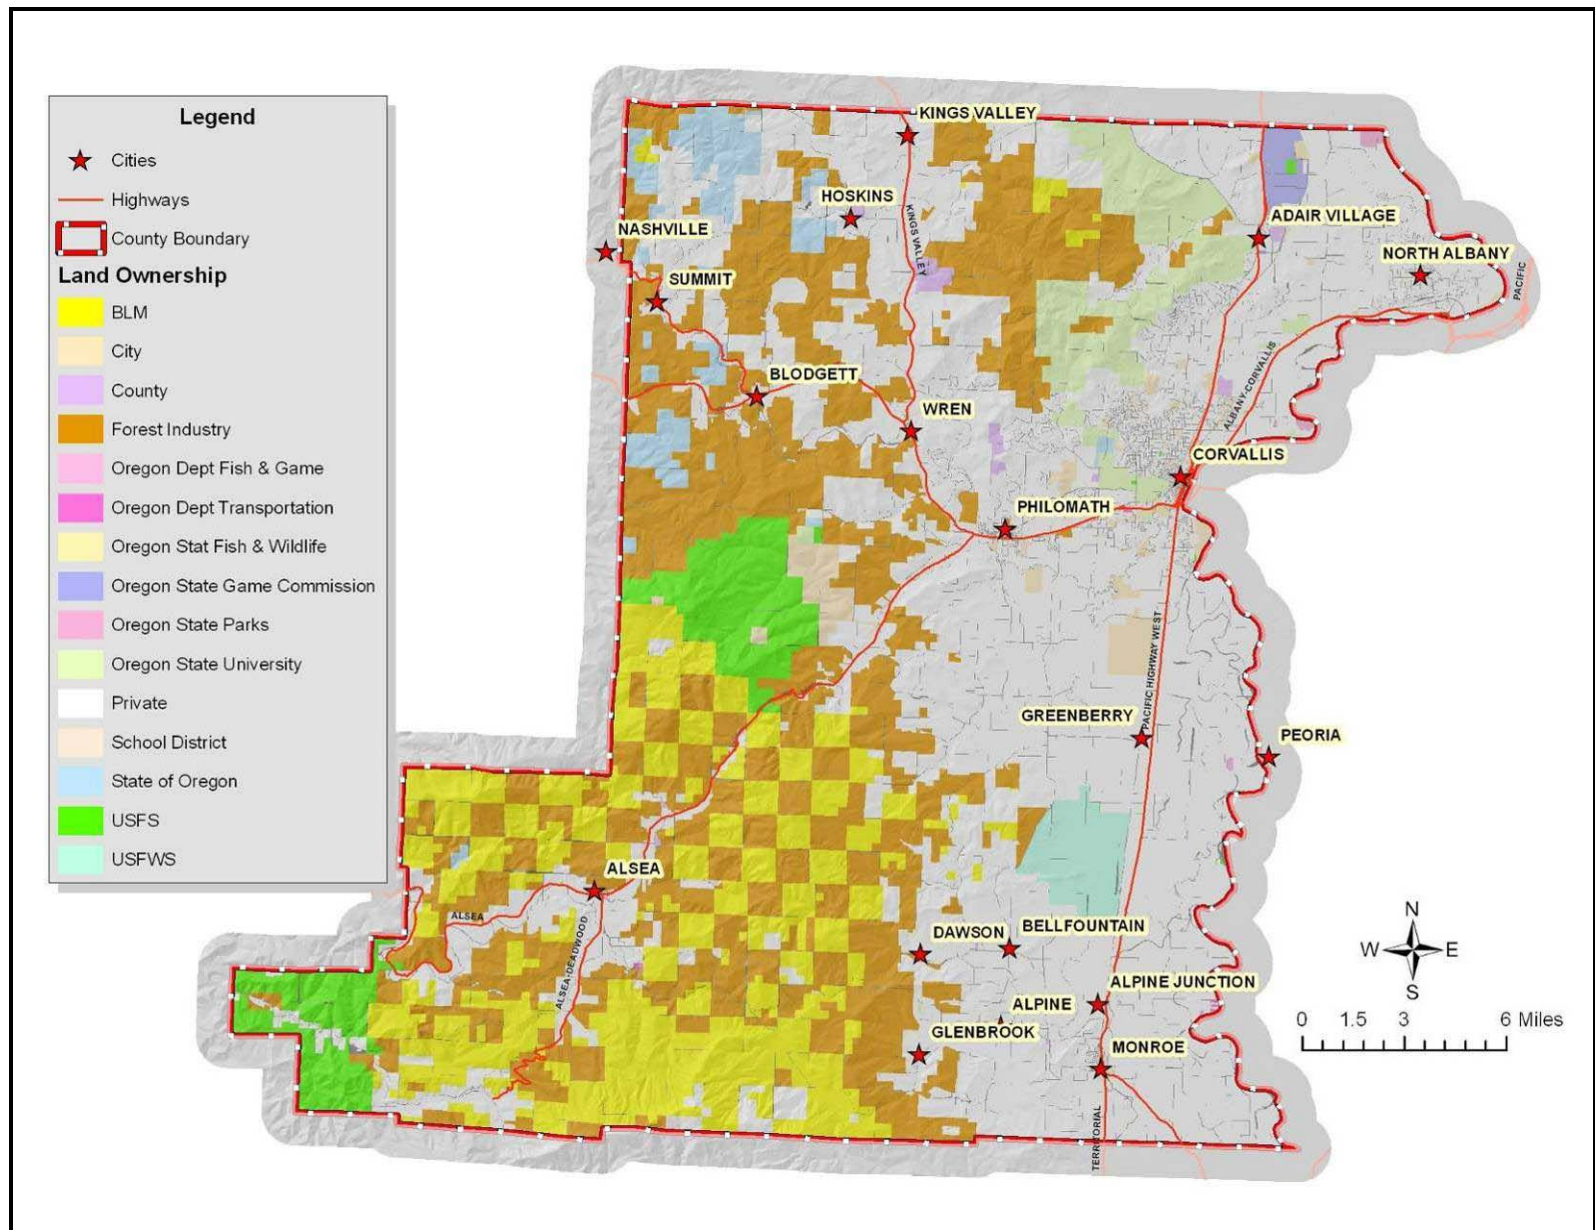 Legend
Cities
Highways
County Boundary
Land Ownership
BLM
City
County
Forest Industry
Oregon Dept Fish & Game
Oregon Dept Transportation
Oregon Stat Fish & Wildlife
Oregon State Game Commission
Oregon State Parks
Oregon State University
Private
School District
State of Oregon
USFS
USFWS
KINGS VALLEY
HOSKINS
KINGS VALLEY
NASHVILLE
SUMMIT
ADAIR VILLAGE
NORTH ALBANY
PACIFIC
BLODGETT
WREN
ALBANY-CORVALLIS
CORVALLIS
PHILOMATH
PACIFIC HIGHWAY WEST
GREENBERRY
PEORIA
ALSEA
ALSEA
ALSEA-DEADWOOD
DAWSON
BELLFOUNTAIN
ALPINE JUNCTION
ALPINE
GLENBROOK
MONROE
TERRITORIAL
N
W E
S
0 1.5 3 6 Miles